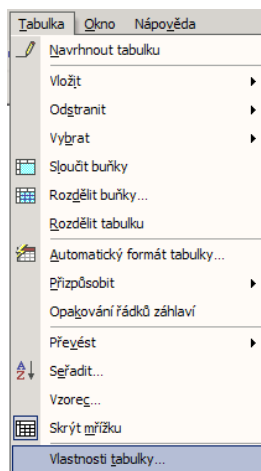 Tabulka Okno Nápověda
Navrhnout tabulku
Vložit
Odstranit
Vybrat
Sloučit buňky
Rozdělit buňky...
Rozdělit tabulku
Automatický formát tabulky...
Přizpůsobit
Opakování řádků záhlaví
Převést
Seřadit...
Vzorec...
Skrýt mřížku
Vlastnosti tabulky...